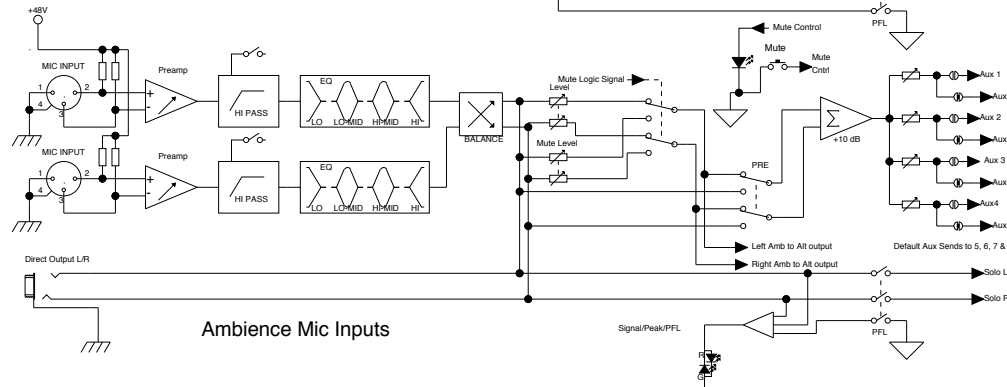 +48V
PFL
MIC INPUT
1
2
3
4
Preamp
+
-
HI PASS
EQ
LO
LO-MID
HI-MID
HI
BALANCE
Mute Logic Signal
Level
Mute Level
Mute Control
Mute
Mute
Cntrl
PRE
Σ
+10 dB
Aux 1
Aux
Aux 2
Aux
Aux 3
Aux
Aux4
Aux
MIC INPUT
1
2
3
4
Preamp
+
-
HI PASS
EQ
LO
LO-MID
HI-MID
HI
Left Amb to Alt output
Right Amb to Alt output
Default Aux Sends to 5, 6, 7 &
Direct Output L/R
Solo L
Solo R
Ambience Mic Inputs
Signal/Peak/PFL
PFL
R
G